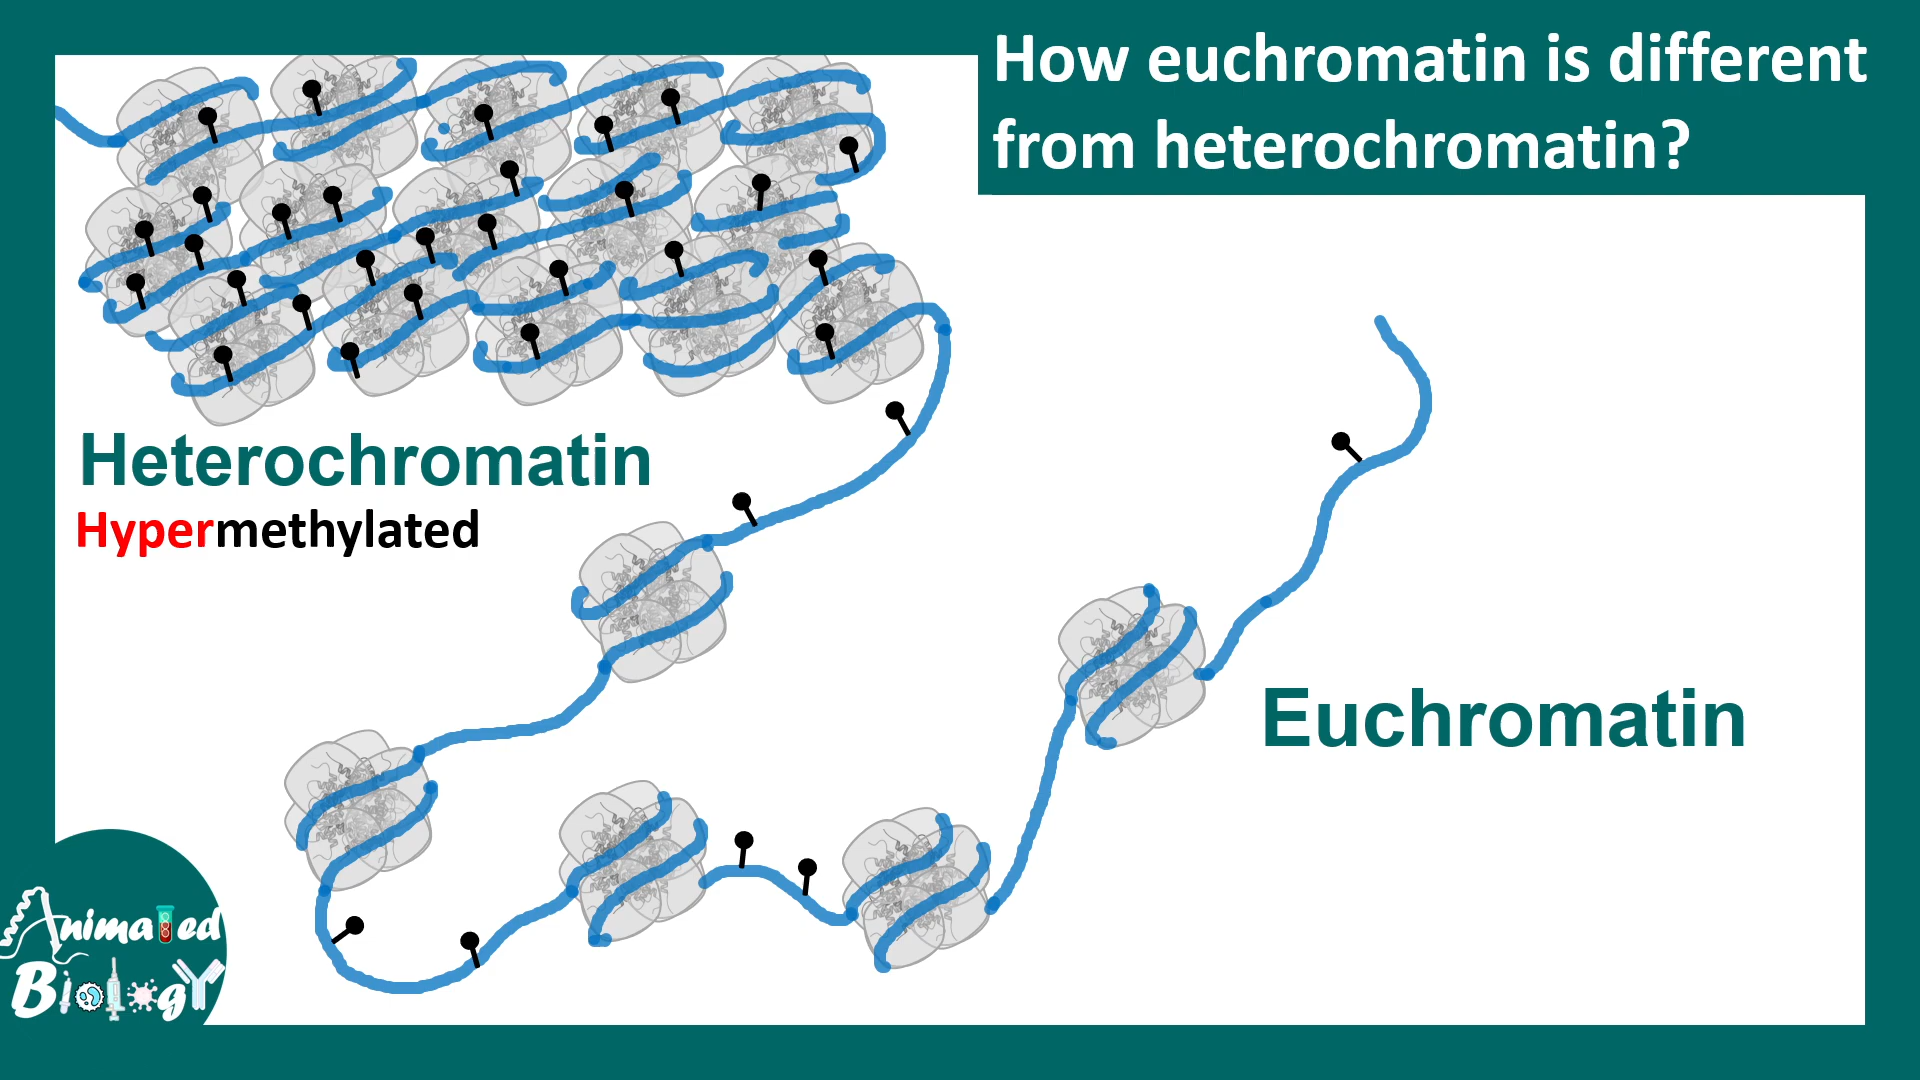 How euchromatin is different
from heterochromatin?
Heterochromatin
Hypermethylated
Euchromatin
Animated
Biology